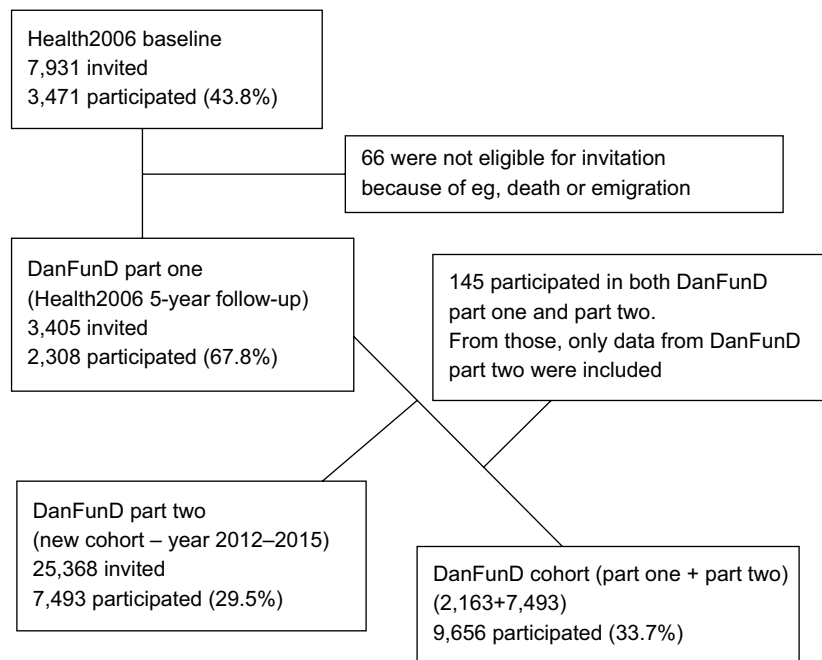 Health2006 baseline
7,931 invited
3,471 participated (43.8%)
66 were not eligible for invitation
because of eg, death or emigration
DanFunD part one
(Health2006 5-year follow-up)
3,405 invited
2,308 participated (67.8%)
145 participated in both DanFunD
part one and part two.
From those, only data from DanFunD
part two were included
DanFunD part two
(new cohort – year 2012–2015)
25,368 invited
7,493 participated (29.5%)
DanFunD cohort (part one + part two)
(2,163+7,493)
9,656 participated (33.7%)